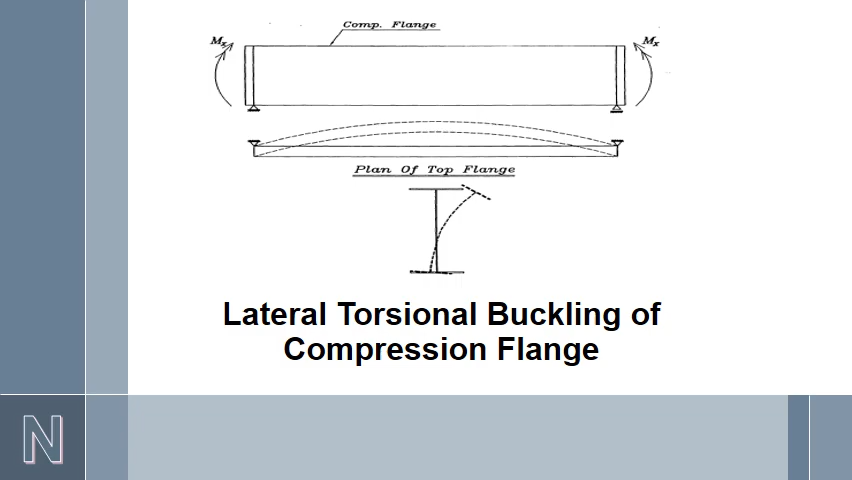 Comp. Flange
Mx Mx
Plan Of Top Flange
Lateral Torsional Buckling of
Compression Flange
N